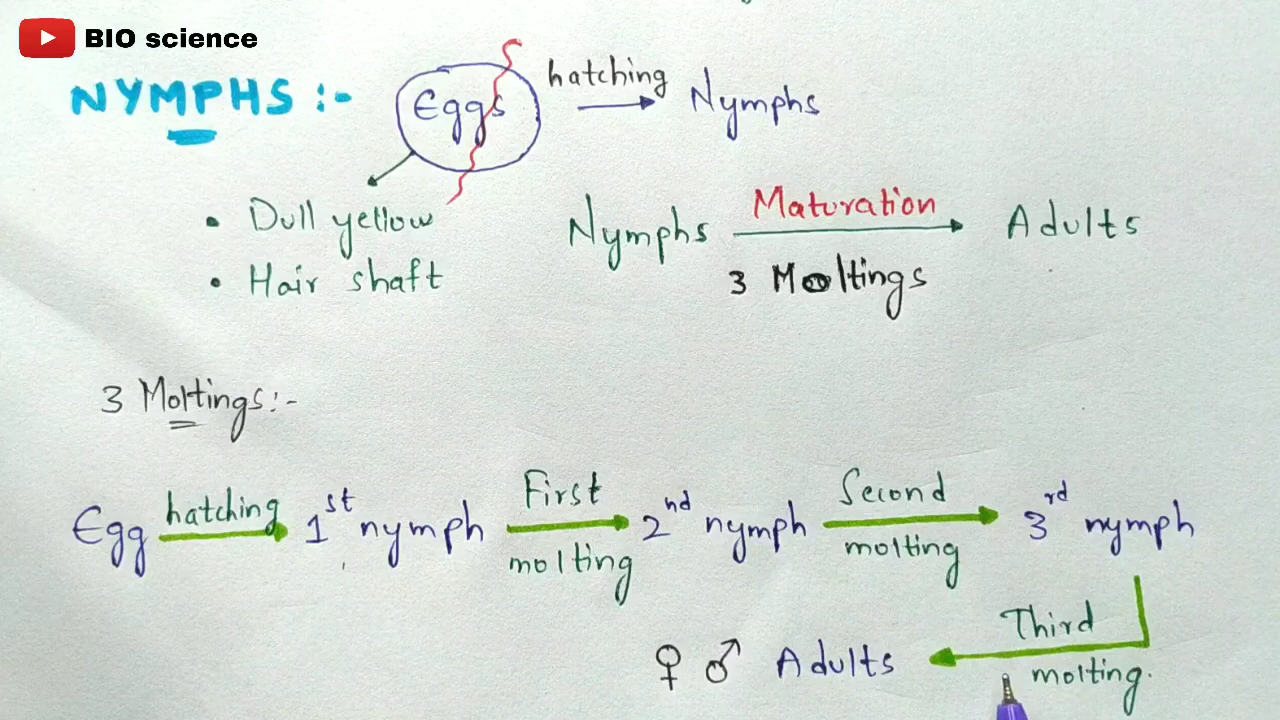 BIO science
NYMPHS :-
Eggs hatching Nymphs
• Dull yellow
• Hair shaft
Nymphs Maturation Adults
3 Moltings
3 Moltings:-
Egg hatching 1st nymph First molting 2nd nymph Second molting 3rd nymph
Third molting.
♀ ♂ Adults